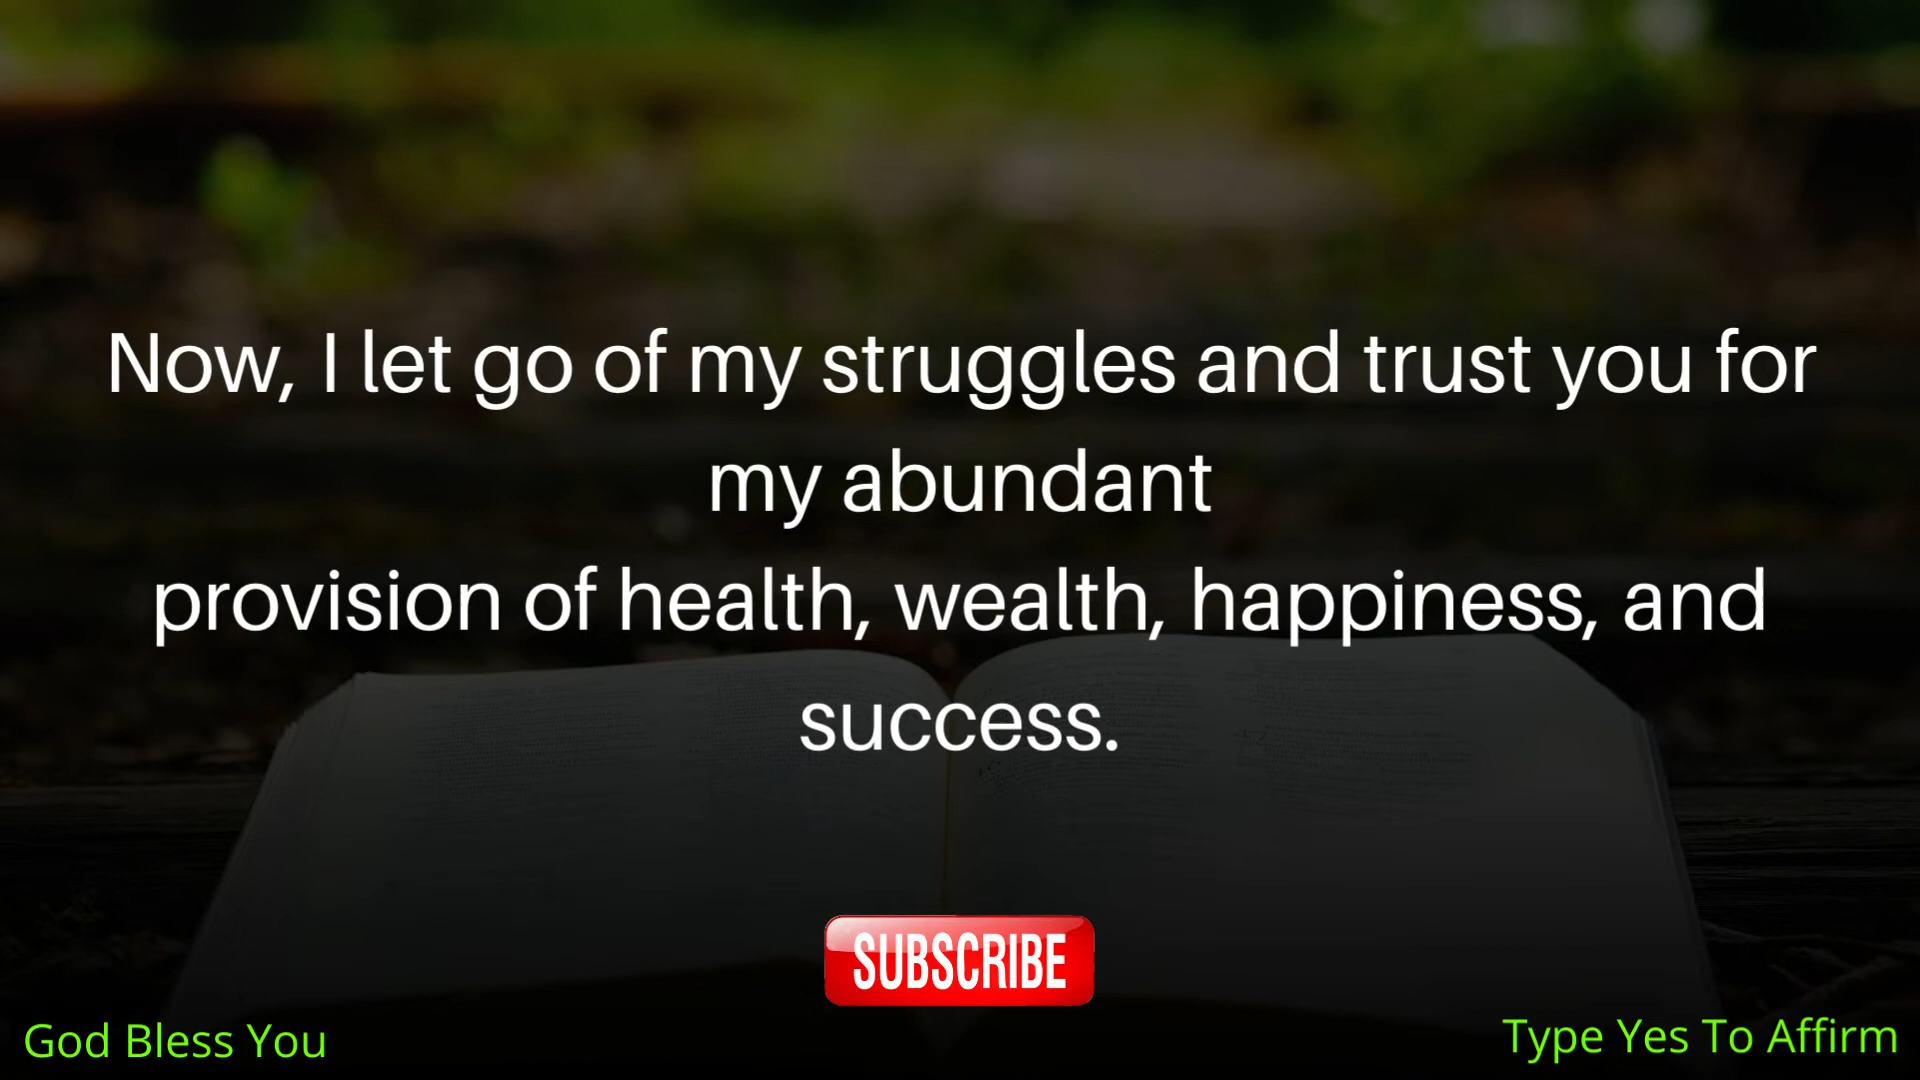 Now, I let go of my struggles and trust you for
my abundant
provision of health, wealth, happiness, and
success.
SUBSCRIBE
God Bless You
Type Yes To Affirm